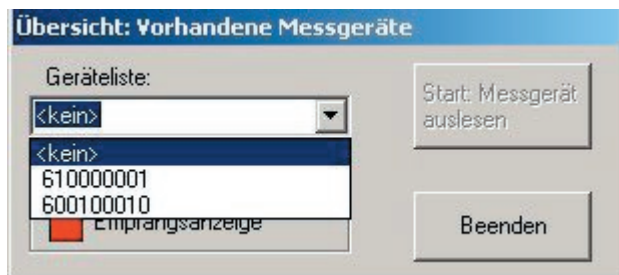 Übersicht: Vorhandene Messgeräte
Geräteliste:
<kein>
<kein>
610000001
600100010
Empfangsanzeige
Start: Messgerät
auslesen
Beenden